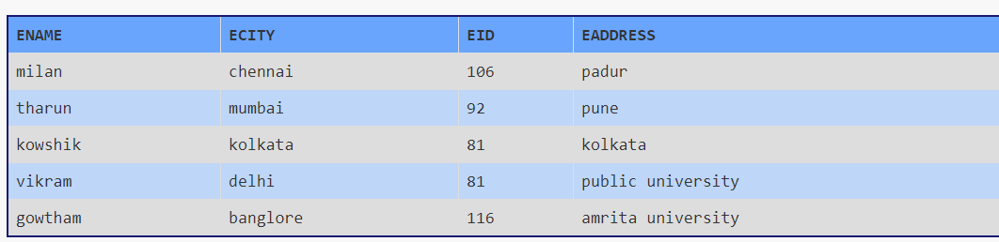 ENAME ECITY EID EADDRESS
milan chennai 106 padur
tharun mumbai 92 pune
kowshik kolkata 81 kolkata
vikram delhi 81 public university
gowtham banglore 116 amrita university